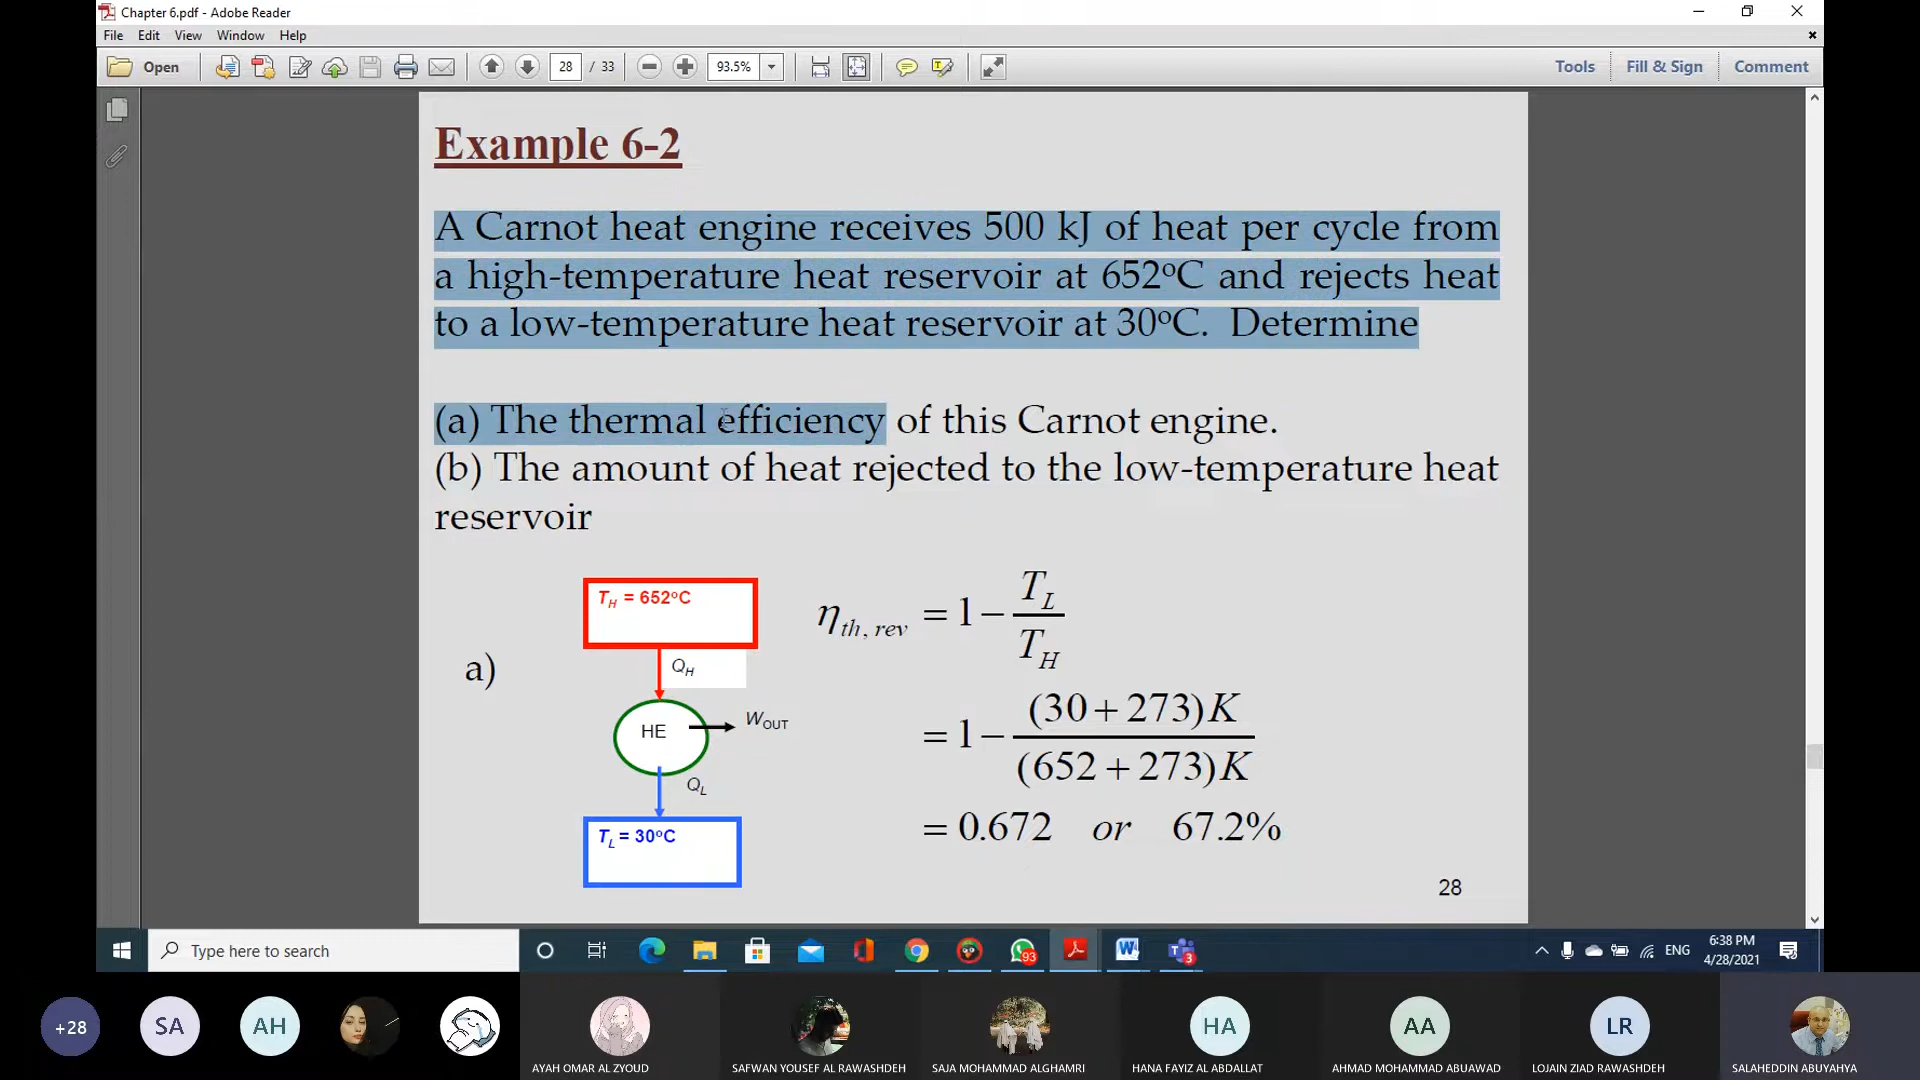 Chapter 6.pdf - Adobe Reader
File Edit View Window Help
Open 28 / 33 93.5% Tools Fill & Sign Comment
Example 6-2
A Carnot heat engine receives 500 kJ of heat per cycle from
a high-temperature heat reservoir at 652°C and rejects heat
to a low-temperature heat reservoir at 30°C. Determine
(a) The thermal efficiency of this Carnot engine.
(b) The amount of heat rejected to the low-temperature heat
reservoir
a)
T_H = 652°C
Q_H
HE
W_OUT
Q_L
T_L = 30°C
η_th, rev = 1 − T_L / T_H
= 1 − (30 + 273)K / (652 + 273)K
= 0.672 or 67.2%
28
Type here to search
93
3
ENG
6:38 PM
4/28/2021
+28 SA AH HA AA LR
AYAH OMAR AL ZYOUD SAFWAN YOUSEF AL RAWASHDEH SAJA MOHAMMAD ALGHAMRI HANA FAYIZ AL ABDALLAT AHMAD MOHAMMAD ABUAWAD LOJAIN ZIAD RAWASHDEH SALAHEDDIN ABUYAHYA